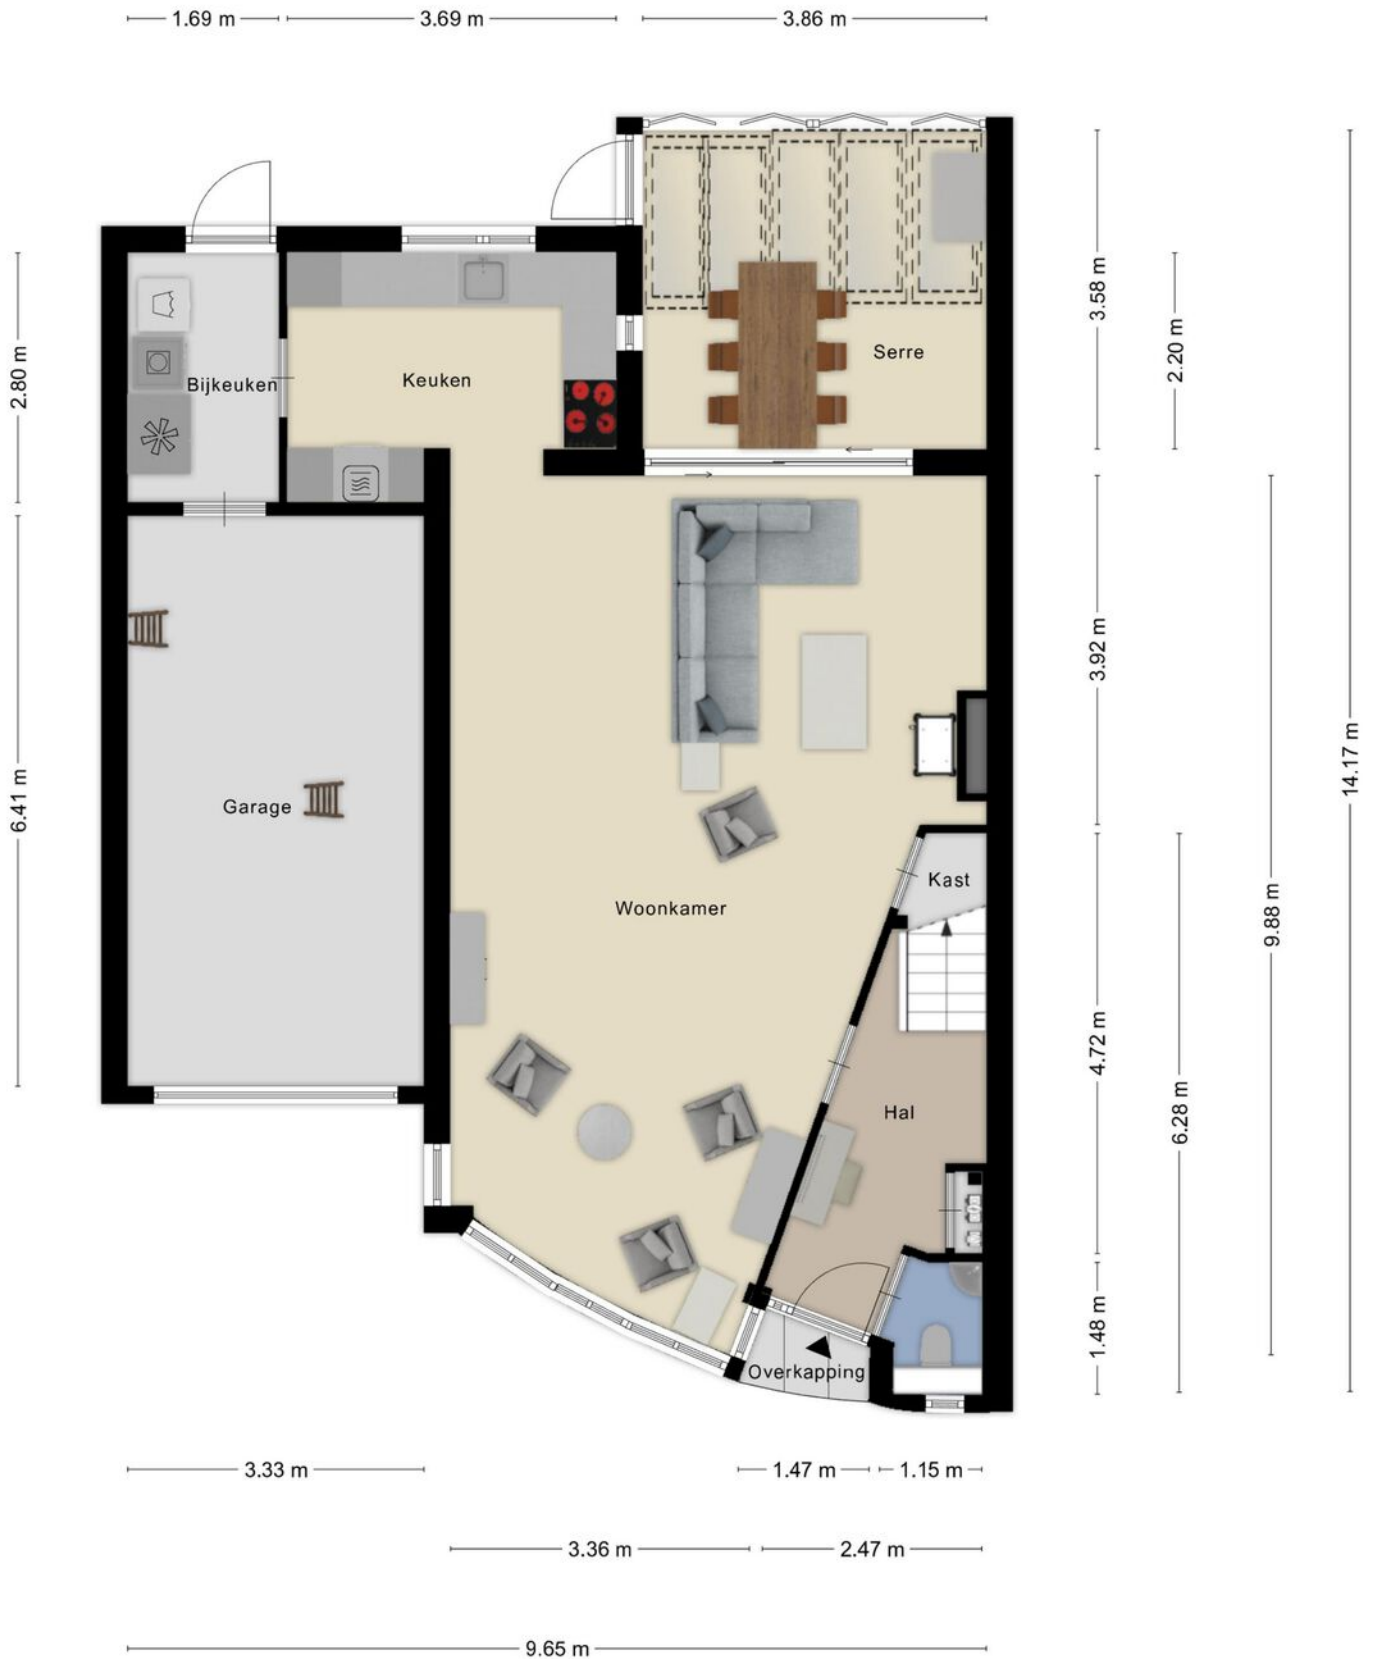 1.69 m
3.69 m
3.86 m
3.58 m
2.20 m
2.80 m
Serre
Keuken
Bijkeuken
3.92 m
14.17 m
6.41 m
Garage
Kast
Woonkamer
9.88 m
4.72 m
Hal
6.28 m
1.48 m
Overkapping
3.33 m
1.47 m
1.15 m
3.36 m
2.47 m
9.65 m